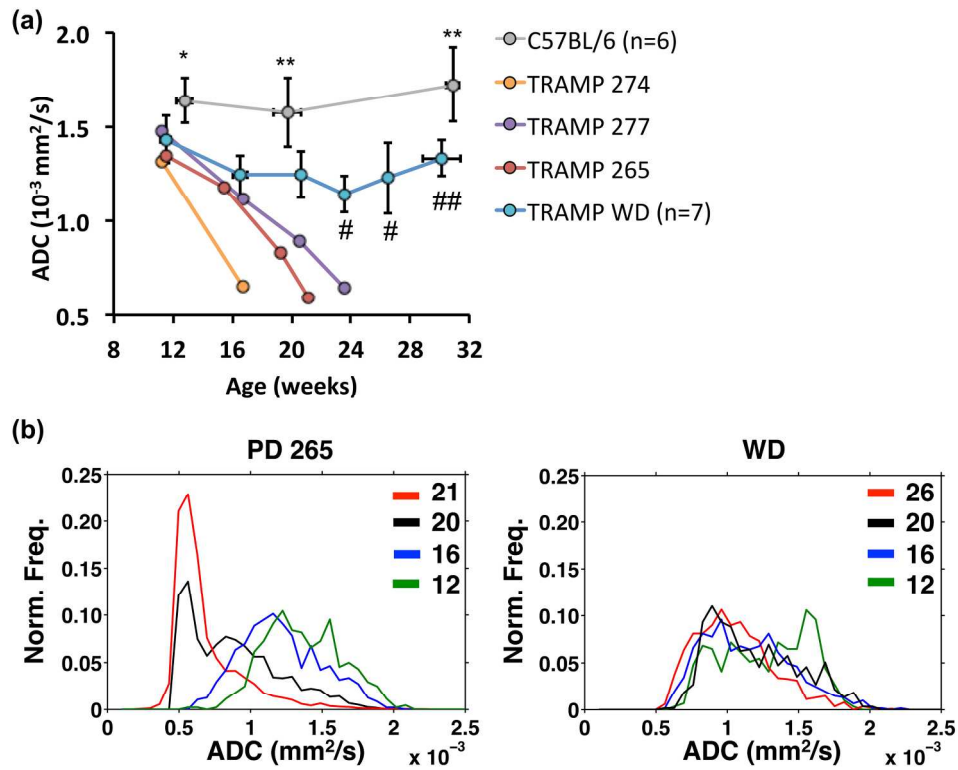 (a)
2.0
1.5
1.0
0.5
ADC (10-3 mm2/s)
* ** **
# # ##
8 12 16 20 24 28 32
Age (weeks)
C57BL/6 (n=6)
TRAMP 274
TRAMP 277
TRAMP 265
TRAMP WD (n=7)
(b)
PD 265
0.25
0.20
0.15
0.10
0.05
0
Norm. Freq.
21
20
16
12
0 0.5 1 1.5 2 2.5
ADC (mm2/s) x 10-3
WD
0.25
0.20
0.15
0.10
0.05
0
Norm. Freq.
26
20
16
12
0 0.5 1 1.5 2 2.5
ADC (mm2/s) x 10-3